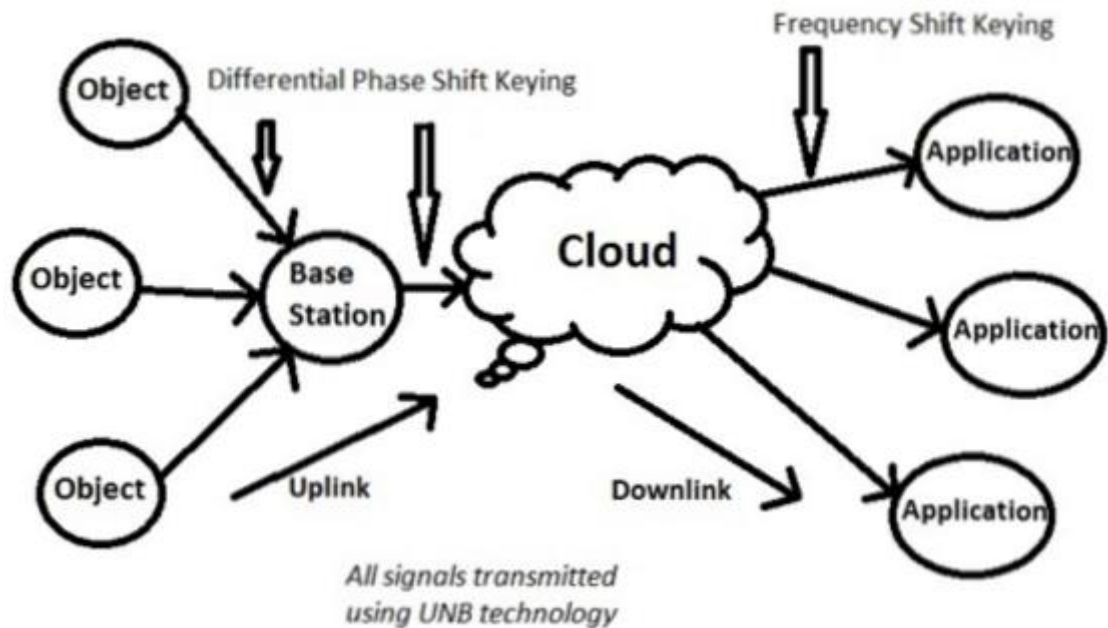 Frequency Shift Keying
Object
Differential Phase Shift Keying
Application
Cloud
Object
Base
Station
Application
Object
Uplink
Downlink
Application
All signals transmitted
using UNB technology